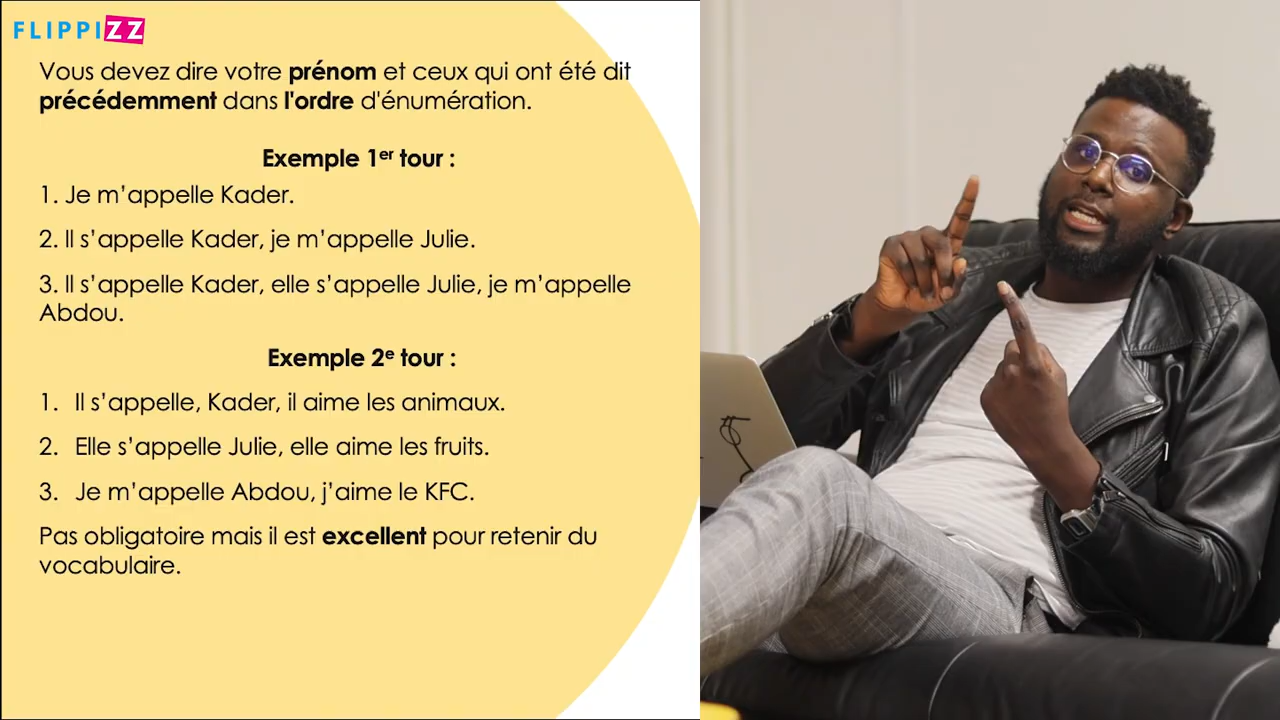 FLIPPIZZ
Vous devez dire votre prénom et ceux qui ont été dit
précédemment dans l'ordre d'énumération.
Exemple 1er tour :
1. Je m’appelle Kader.
2. Il s’appelle Kader, je m’appelle Julie.
3. Il s’appelle Kader, elle s’appelle Julie, je m’appelle
Abdou.
Exemple 2e tour :
1. Il s’appelle, Kader, il aime les animaux.
2. Elle s’appelle Julie, elle aime les fruits.
3. Je m’appelle Abdou, j’aime le KFC.
Pas obligatoire mais il est excellent pour retenir du
vocabulaire.